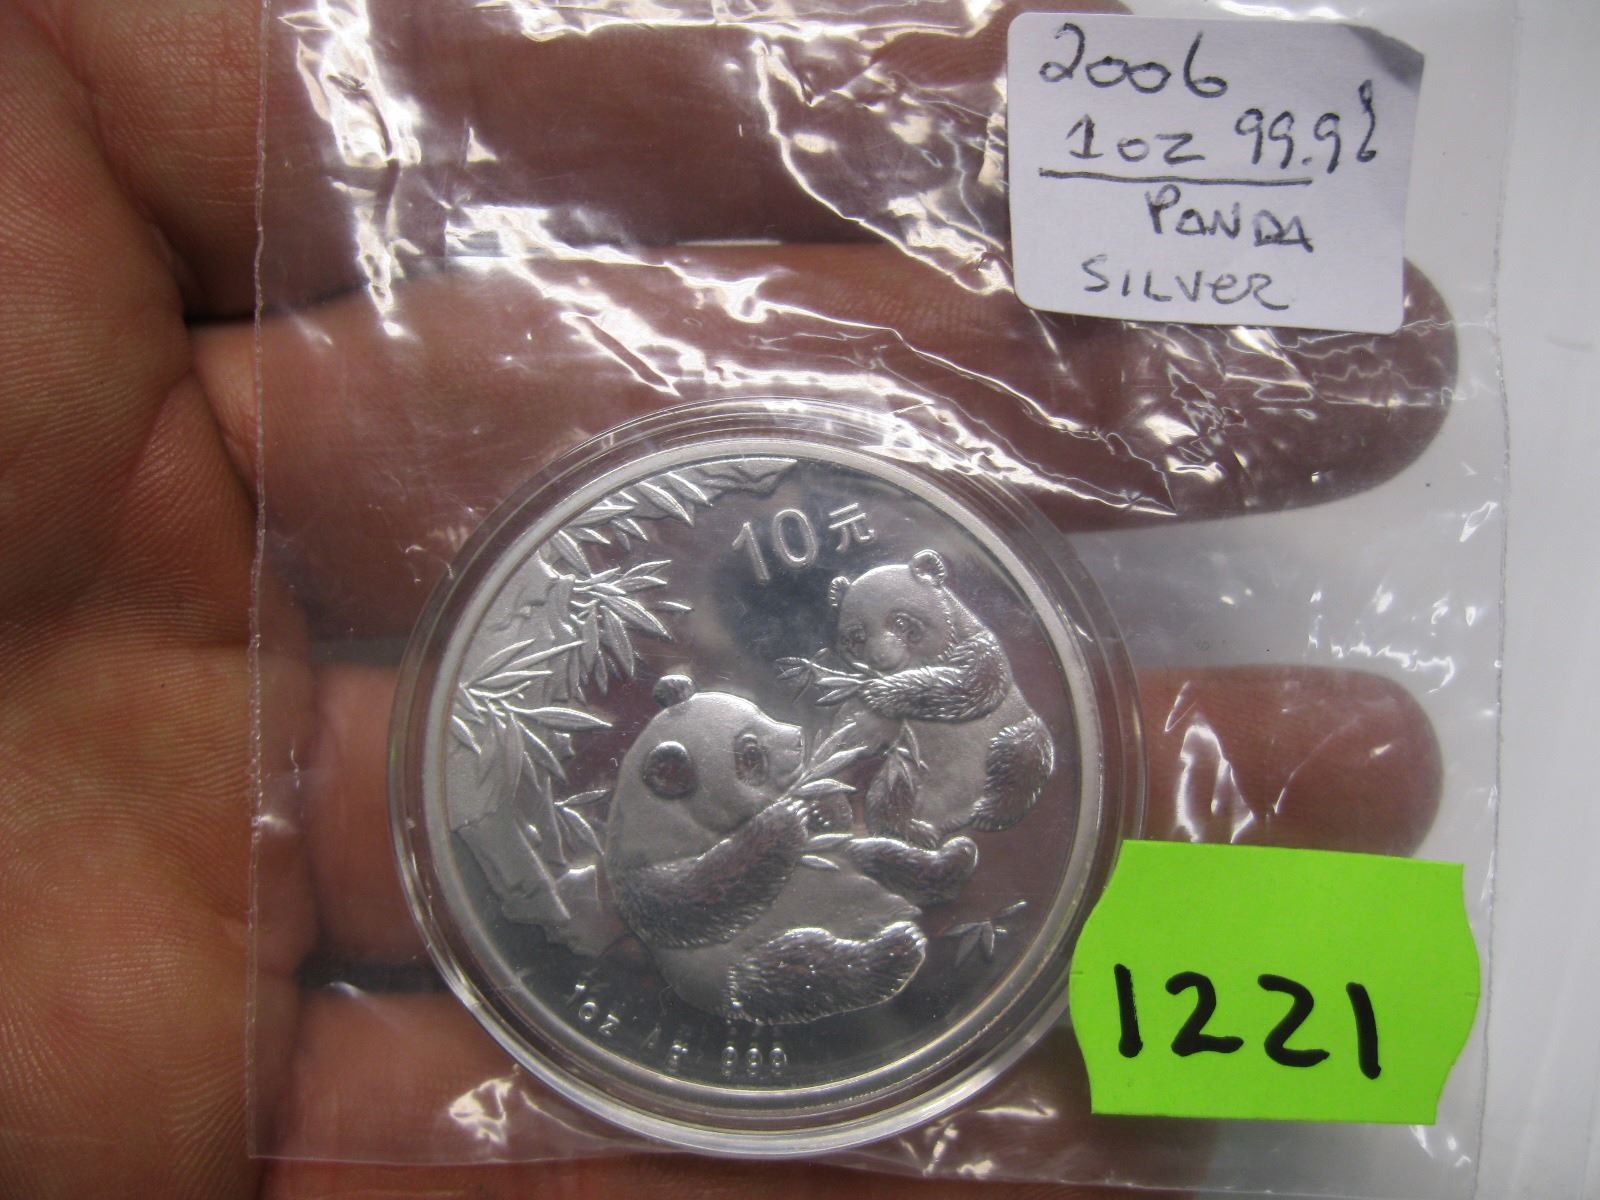 2006
1oz 99.9%
PANDA
SILVER
10元
1oz Ag .999
1221